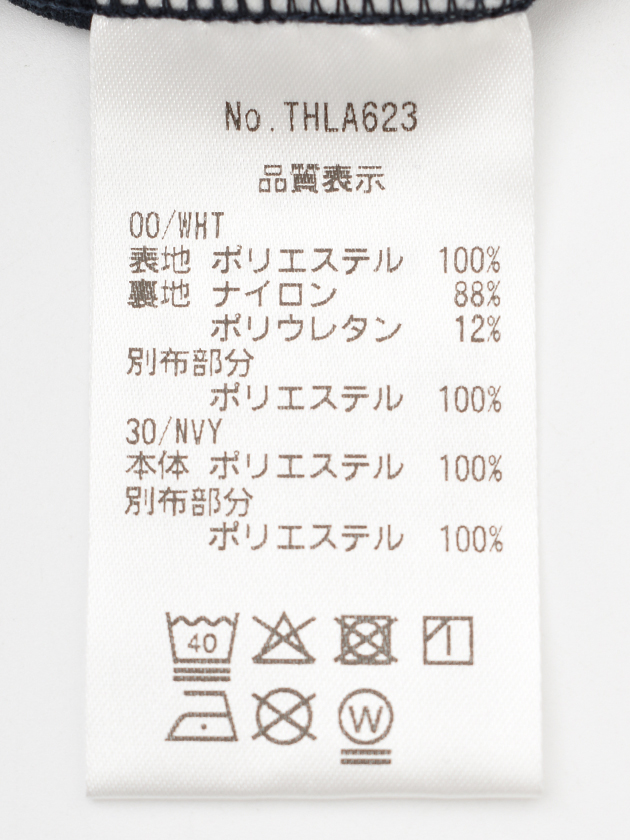 No.THLA623
品質表示
00/WHT
表地 ポリエステル 100%
裏地 ナイロン 88%
ポリウレタン 12%
別布部分
ポリエステル 100%
30/NVY
本体 ポリエステル 100%
別布部分
ポリエステル 100%
40
W